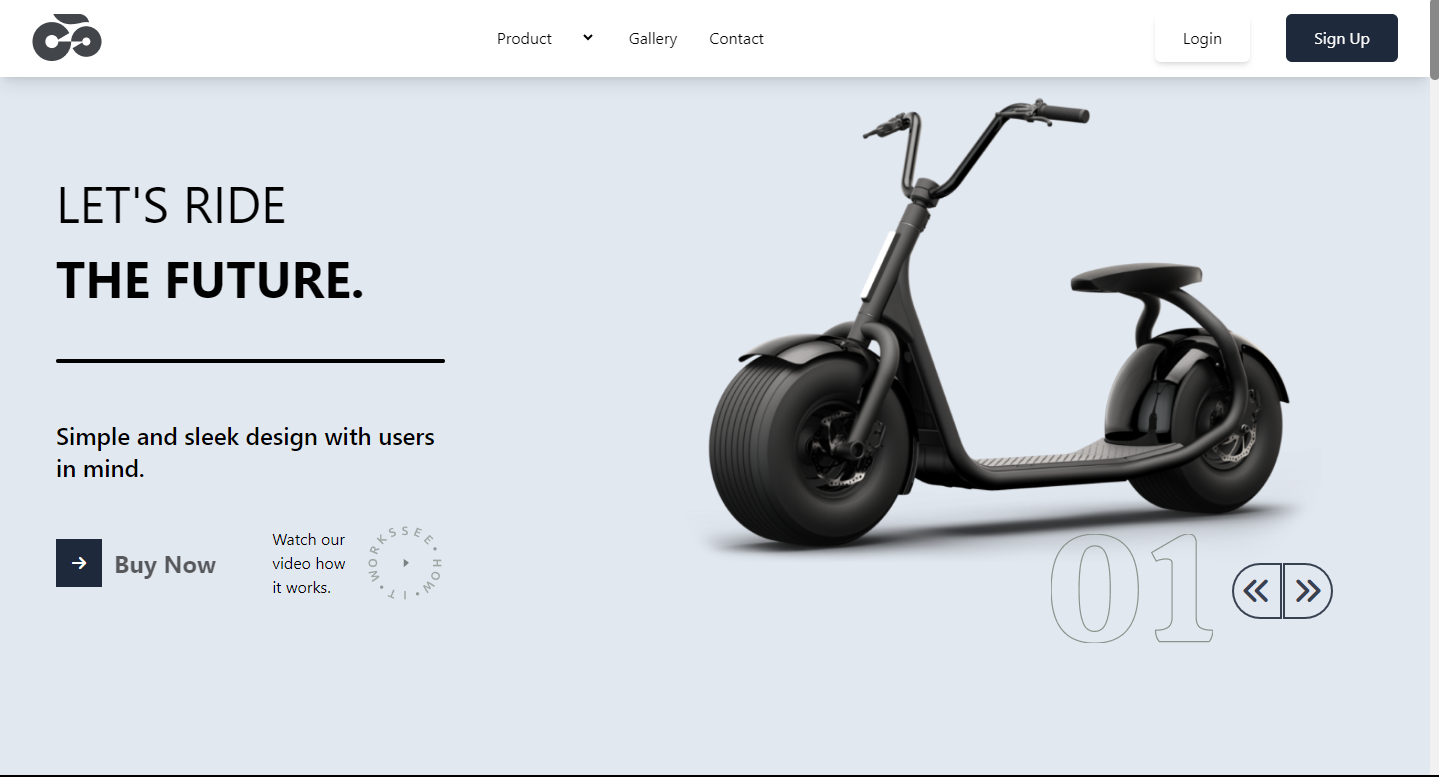 Product
Gallery
Contact
Login
Sign Up
LET'S RIDE
THE FUTURE.
Simple and sleek design with users
in mind.
Buy Now
Watch our
video how
it works.
SEE • HOW • IT • WORKS
01